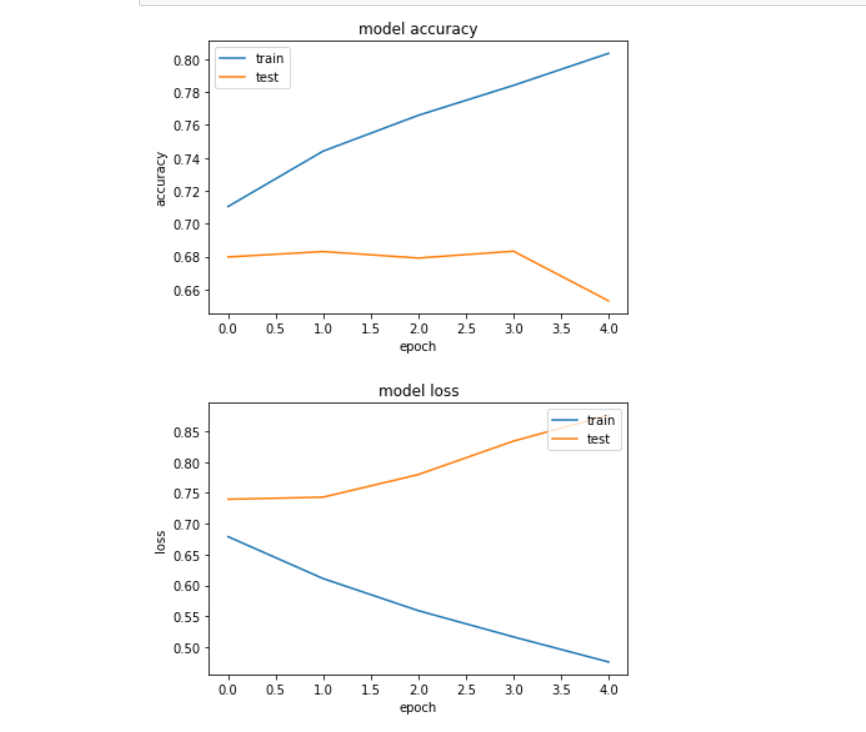 model accuracy
train
test
0.80
0.78
0.76
0.74
0.72
0.70
0.68
0.66
accuracy
0.0 0.5 1.0 1.5 2.0 2.5 3.0 3.5 4.0
epoch
model loss
train
test
0.85
0.80
0.75
0.70
0.65
0.60
0.55
0.50
loss
0.0 0.5 1.0 1.5 2.0 2.5 3.0 3.5 4.0
epoch